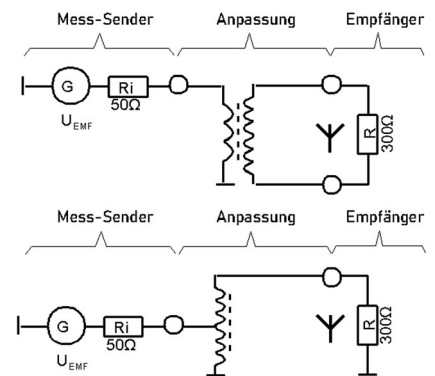 Mess-Sender Anpassung Empfänger
G Ri R
50Ω 300Ω
U EMF
Mess-Sender Anpassung Empfänger
G Ri R
50Ω 300Ω
U EMF